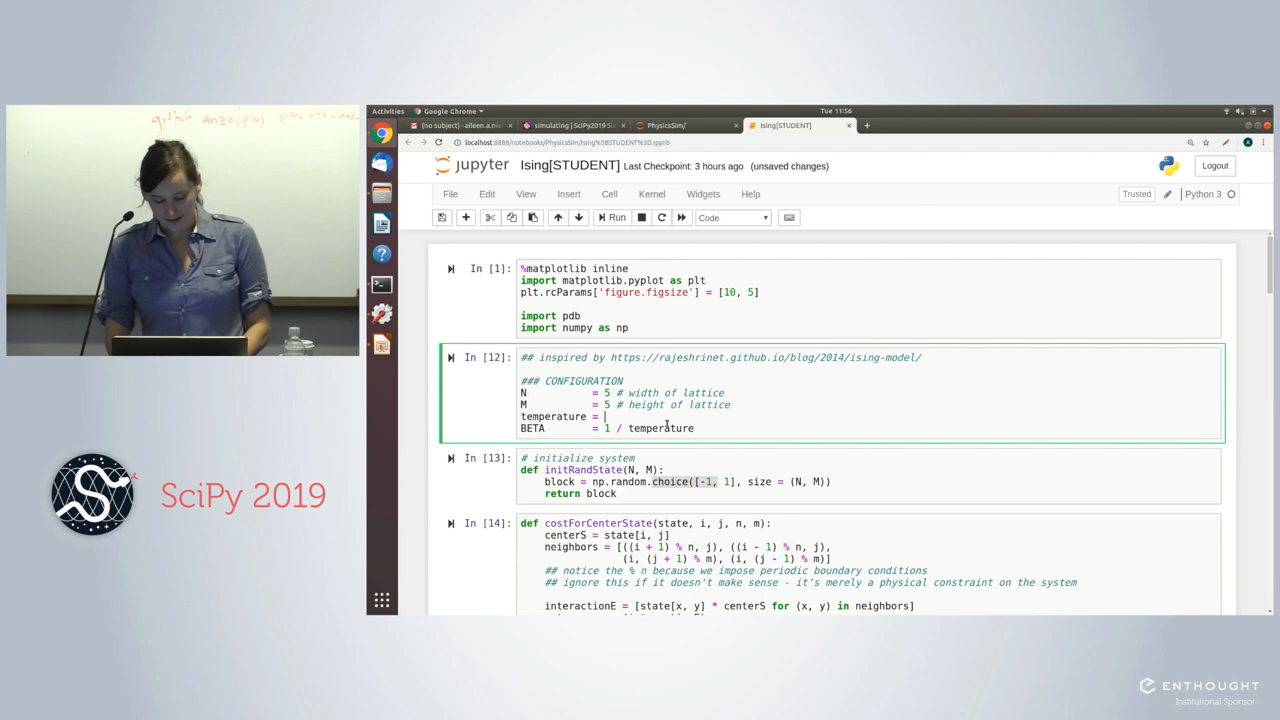 github
Activities
Google Chrome
Tue 11:56
(no subject) - aileen.a.nie
simulating | SciPy2019 Sim
PhysicsSim/
Ising[STUDENT]
localhost:8888/notebooks/PhysicsSim/Ising%5BSTUDENT%5D.ipynb
jupyter Ising[STUDENT] Last Checkpoint: 3 hours ago (unsaved changes)
Logout
File Edit View Insert Cell Kernel Widgets Help
Trusted
Python 3
Run
Code
In [1]: %matplotlib inline
import matplotlib.pyplot as plt
plt.rcParams['figure.figsize'] = [10, 5]
import pdb
import numpy as np
In [12]: ## inspired by https://rajeshrinet.github.io/blog/2014/ising-model/
### CONFIGURATION
N = 5 # width of lattice
M = 5 # height of lattice
temperature =
BETA = 1 / temperature
In [13]: # initialize system
def initRandState(N, M):
block = np.random.choice([-1, 1], size = (N, M))
return block
In [14]: def costForCenterState(state, i, j, n, m):
centerS = state[i, j]
neighbors = [((i + 1) % n, j), ((i - 1) % n, j),
(i, (j + 1) % m), (i, (j - 1) % m)]
## notice the % n because we impose periodic boundary conditions
## ignore this if it doesn't make sense - it's merely a physical constraint on the system
interactionE = [state[x, y] * centerS for (x, y) in neighbors]
SciPy 2019
ENTHOUGHT
Institutional Sponsor